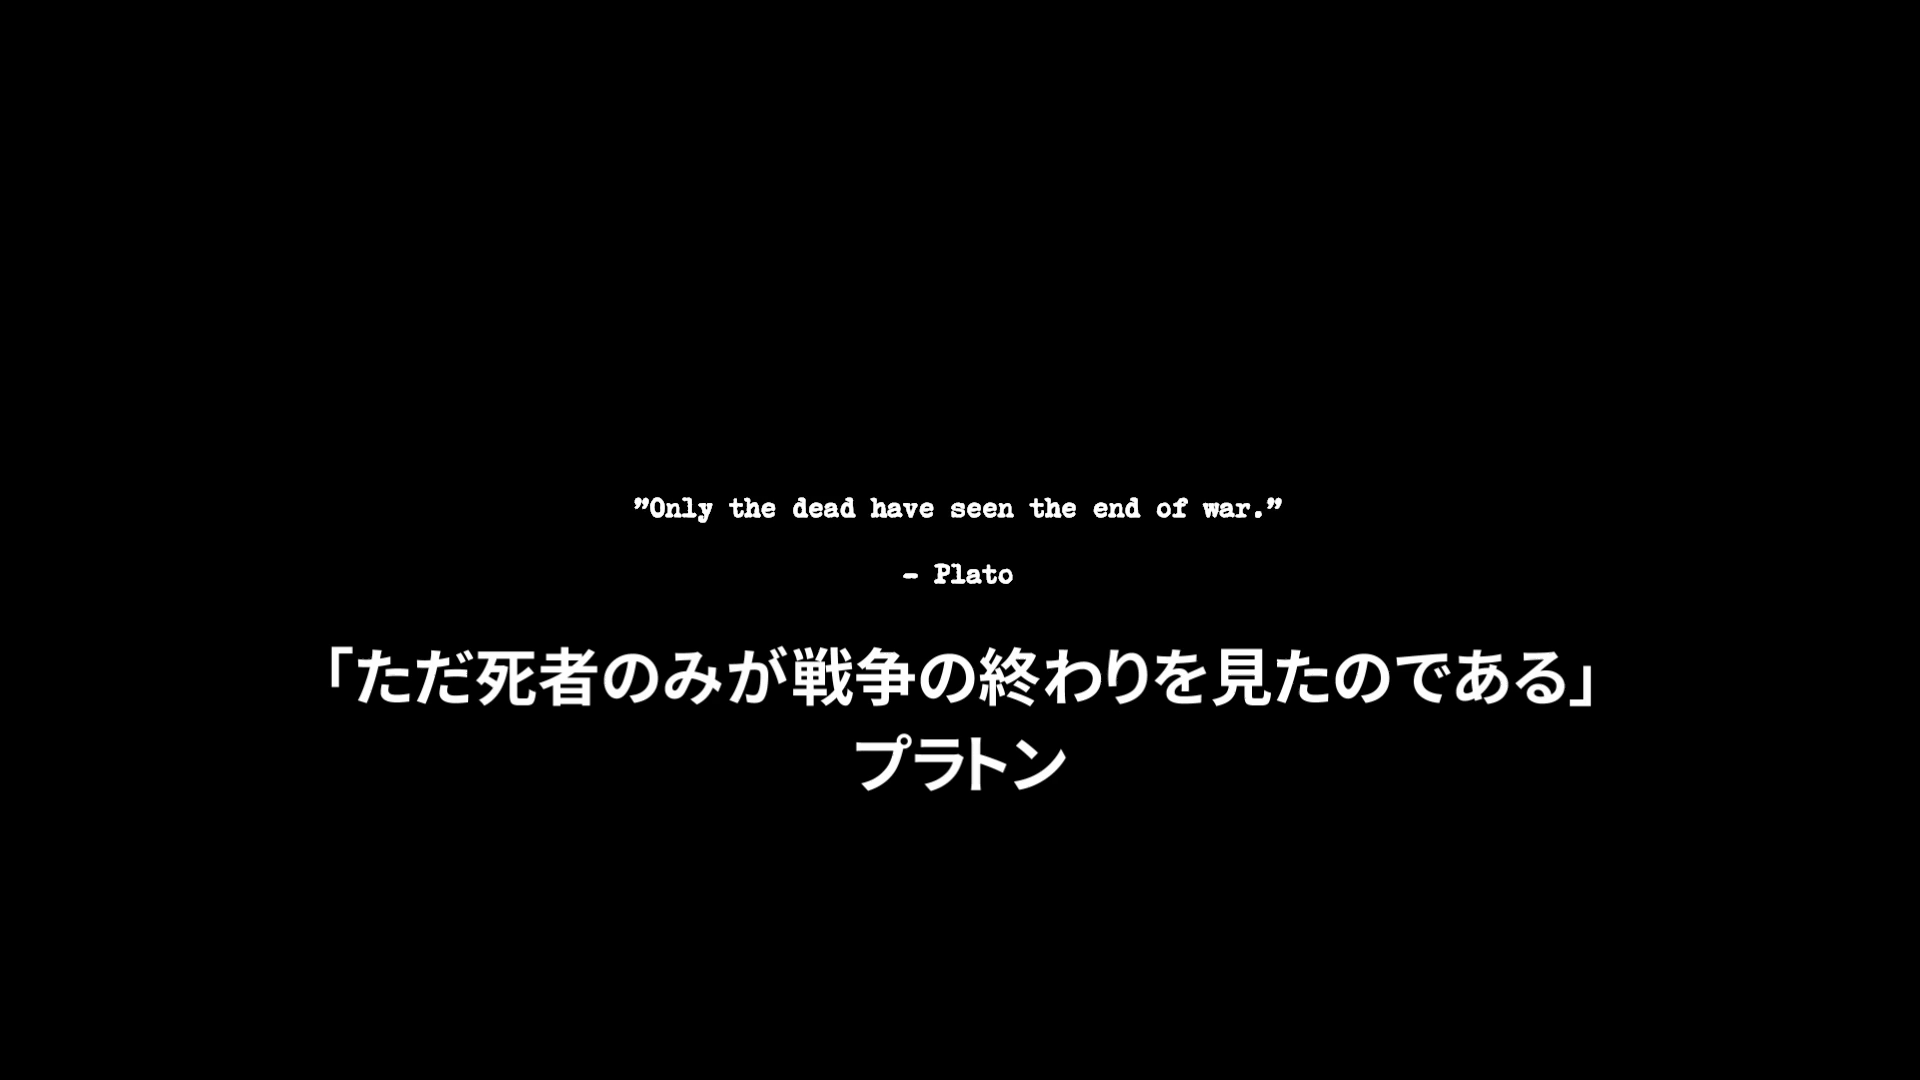 ”Only the dead have seen the end of war.”
- Plato
「ただ死者のみが戦争の終わりを見たのである」
プラトン